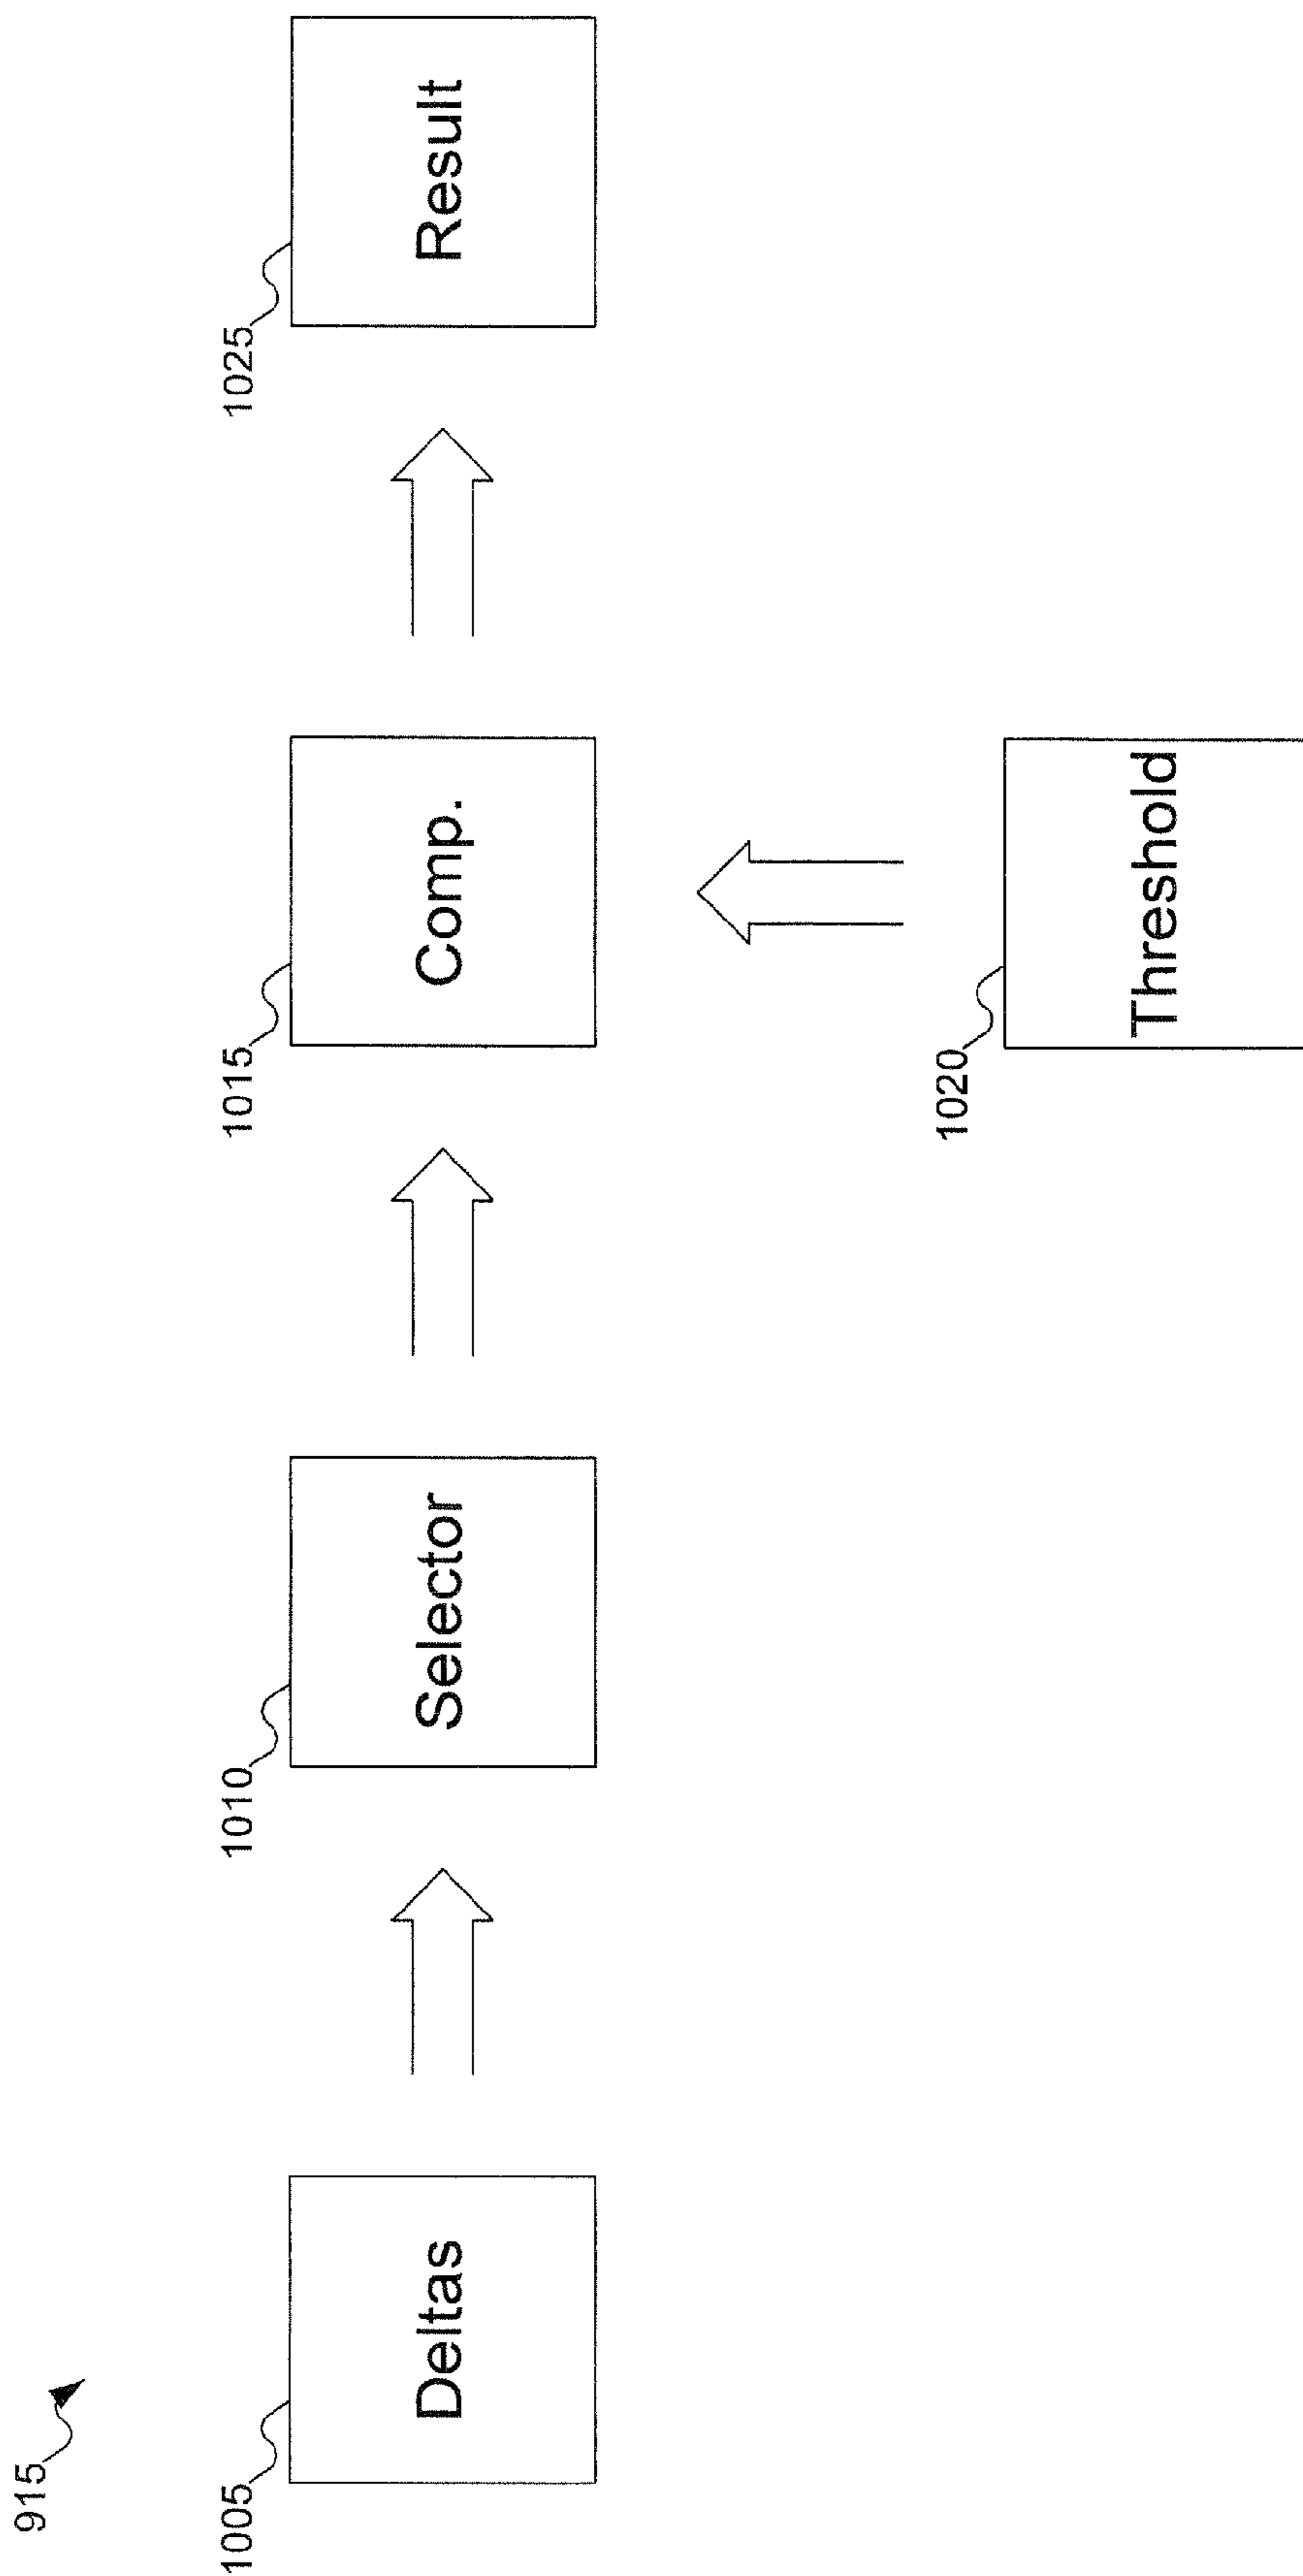 915
1005
Deltas
1010
Selector
1015
Comp.
1025
Result
1020
Threshold